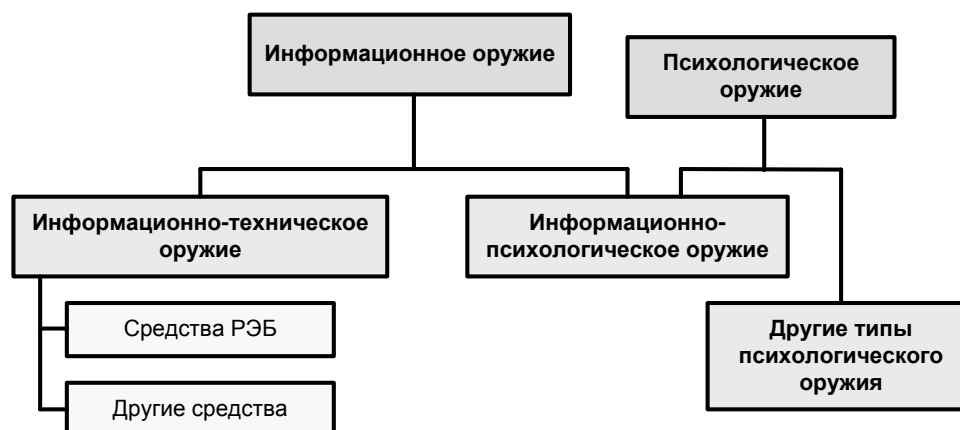 Информационное оружие
Психологическое
оружие
Информационно-техническое
оружие
Информационно-
психологическое оружие
Средства РЭБ
Другие средства
Другие типы
психологического
оружия